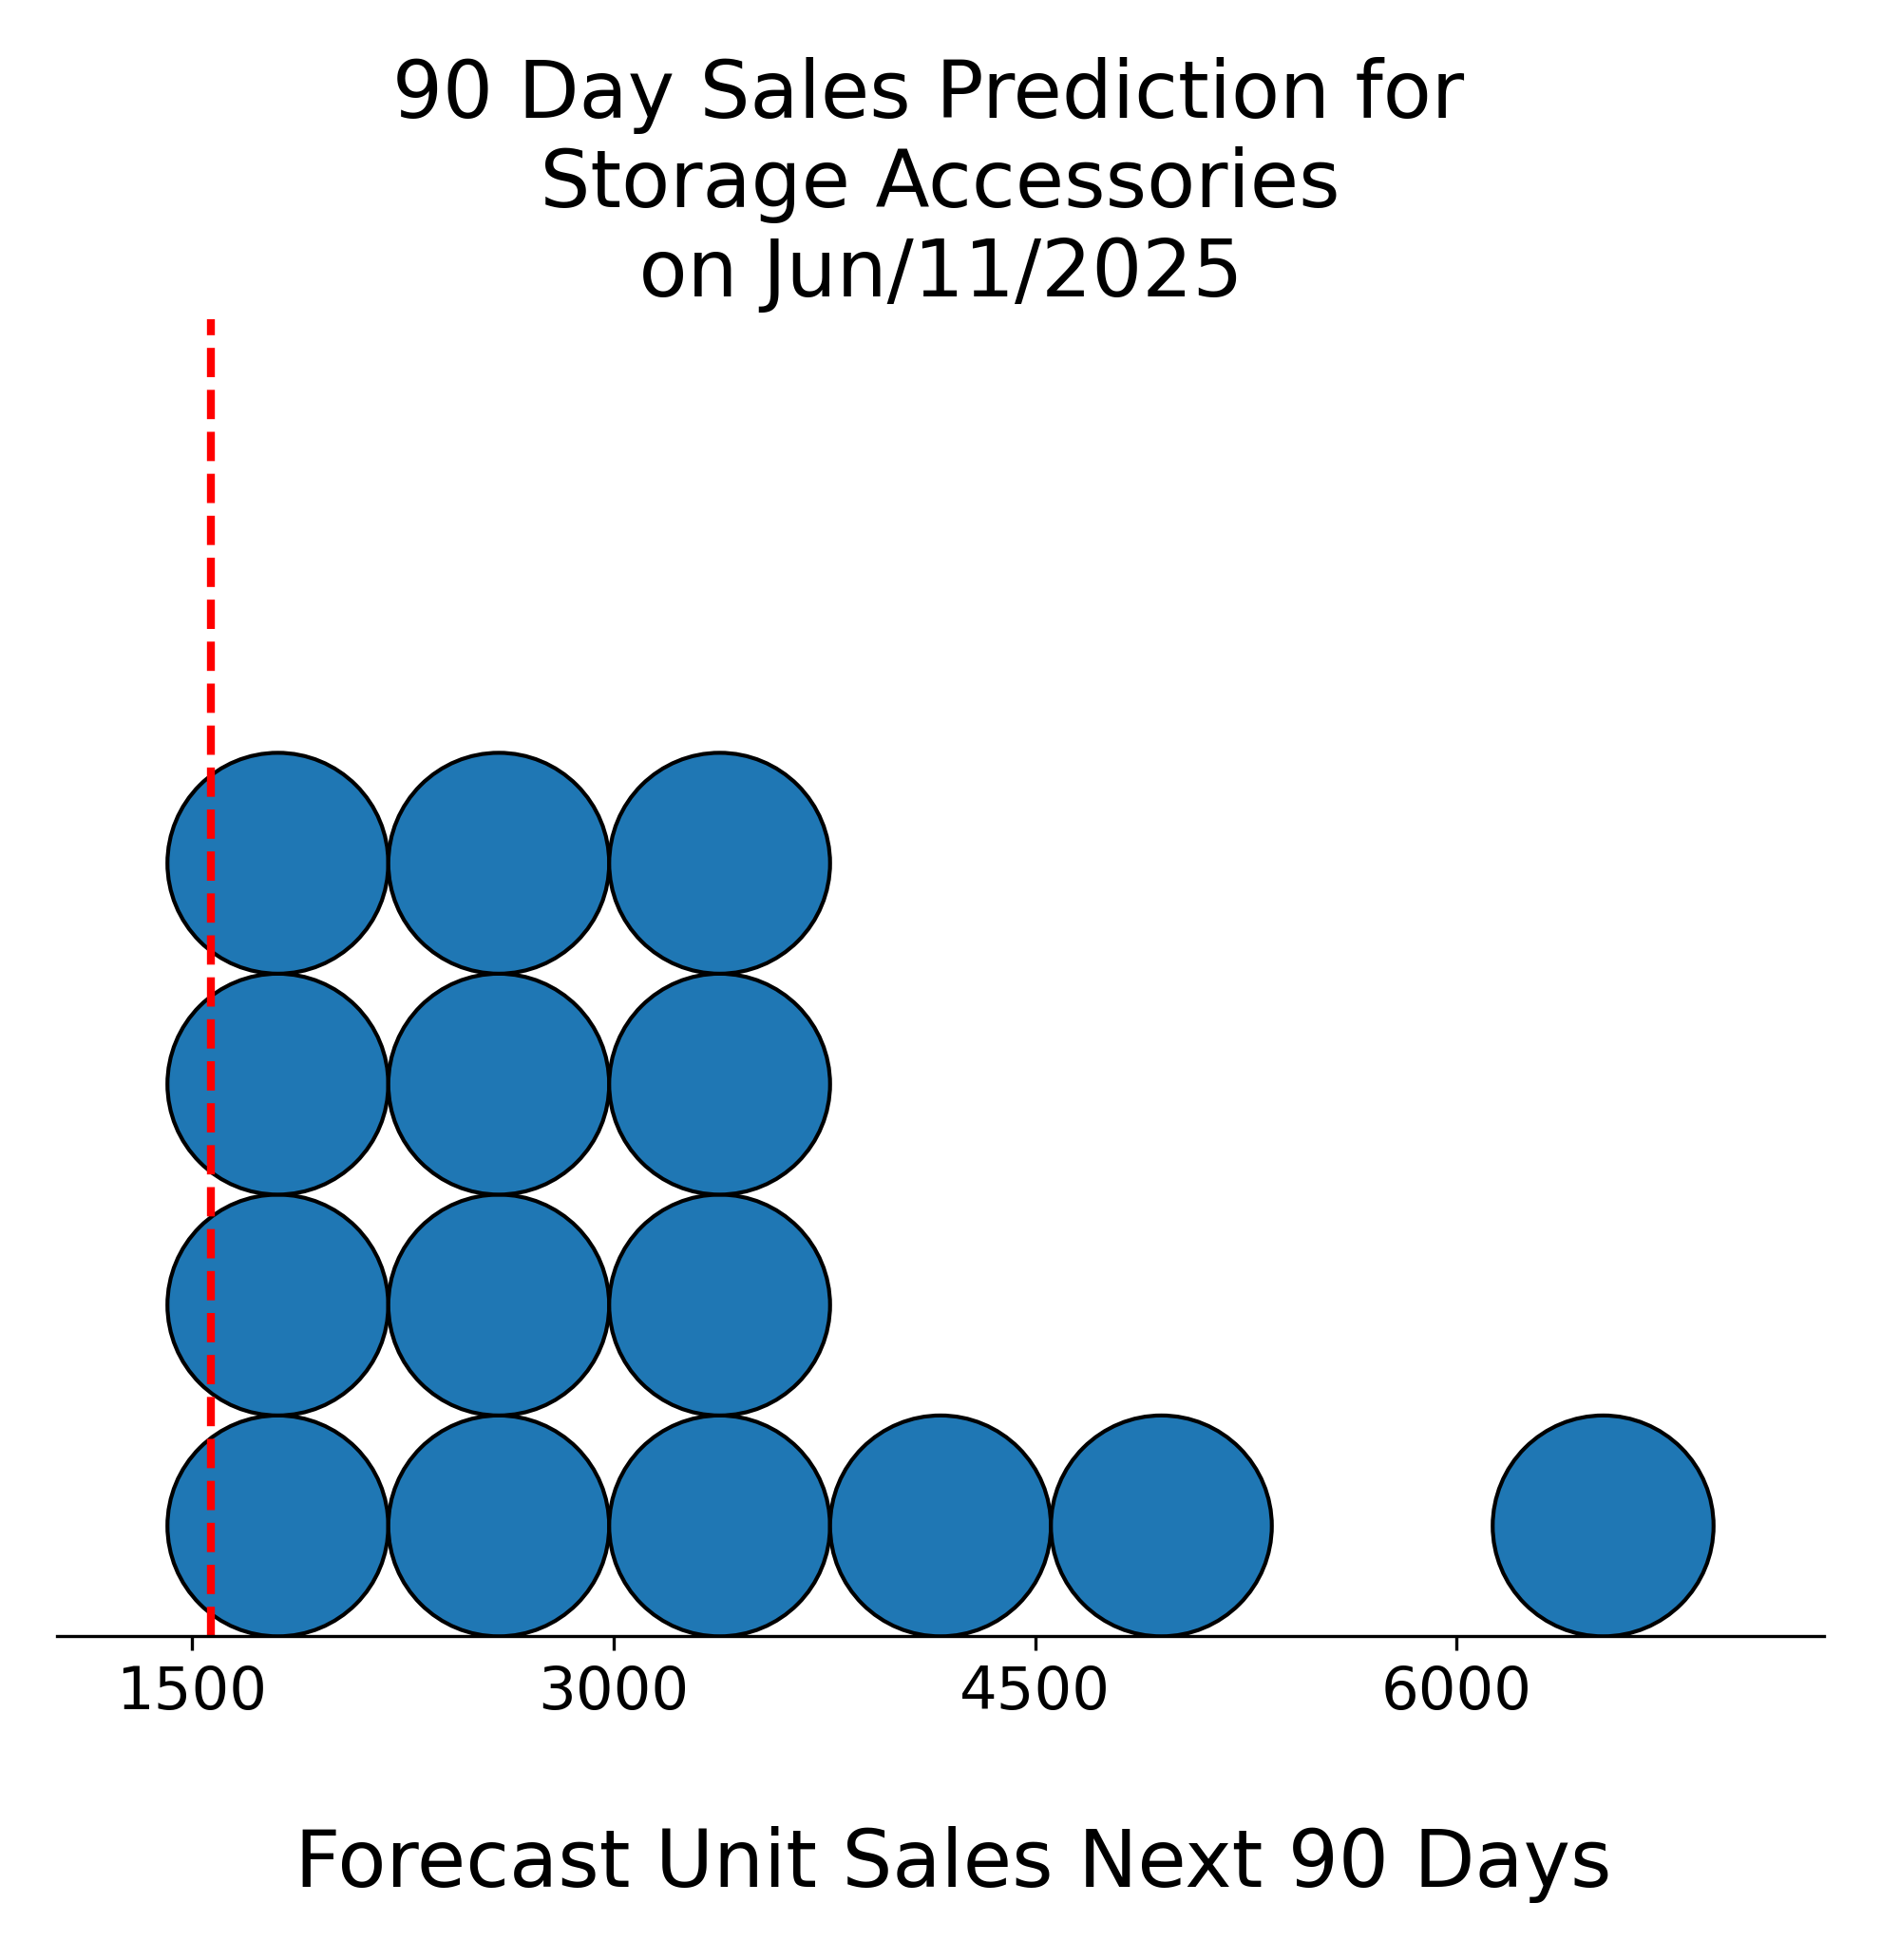 90 Day Sales Prediction for
Storage Accessories
on Jun/11/2025
1500 3000 4500 6000
Forecast Unit Sales Next 90 Days